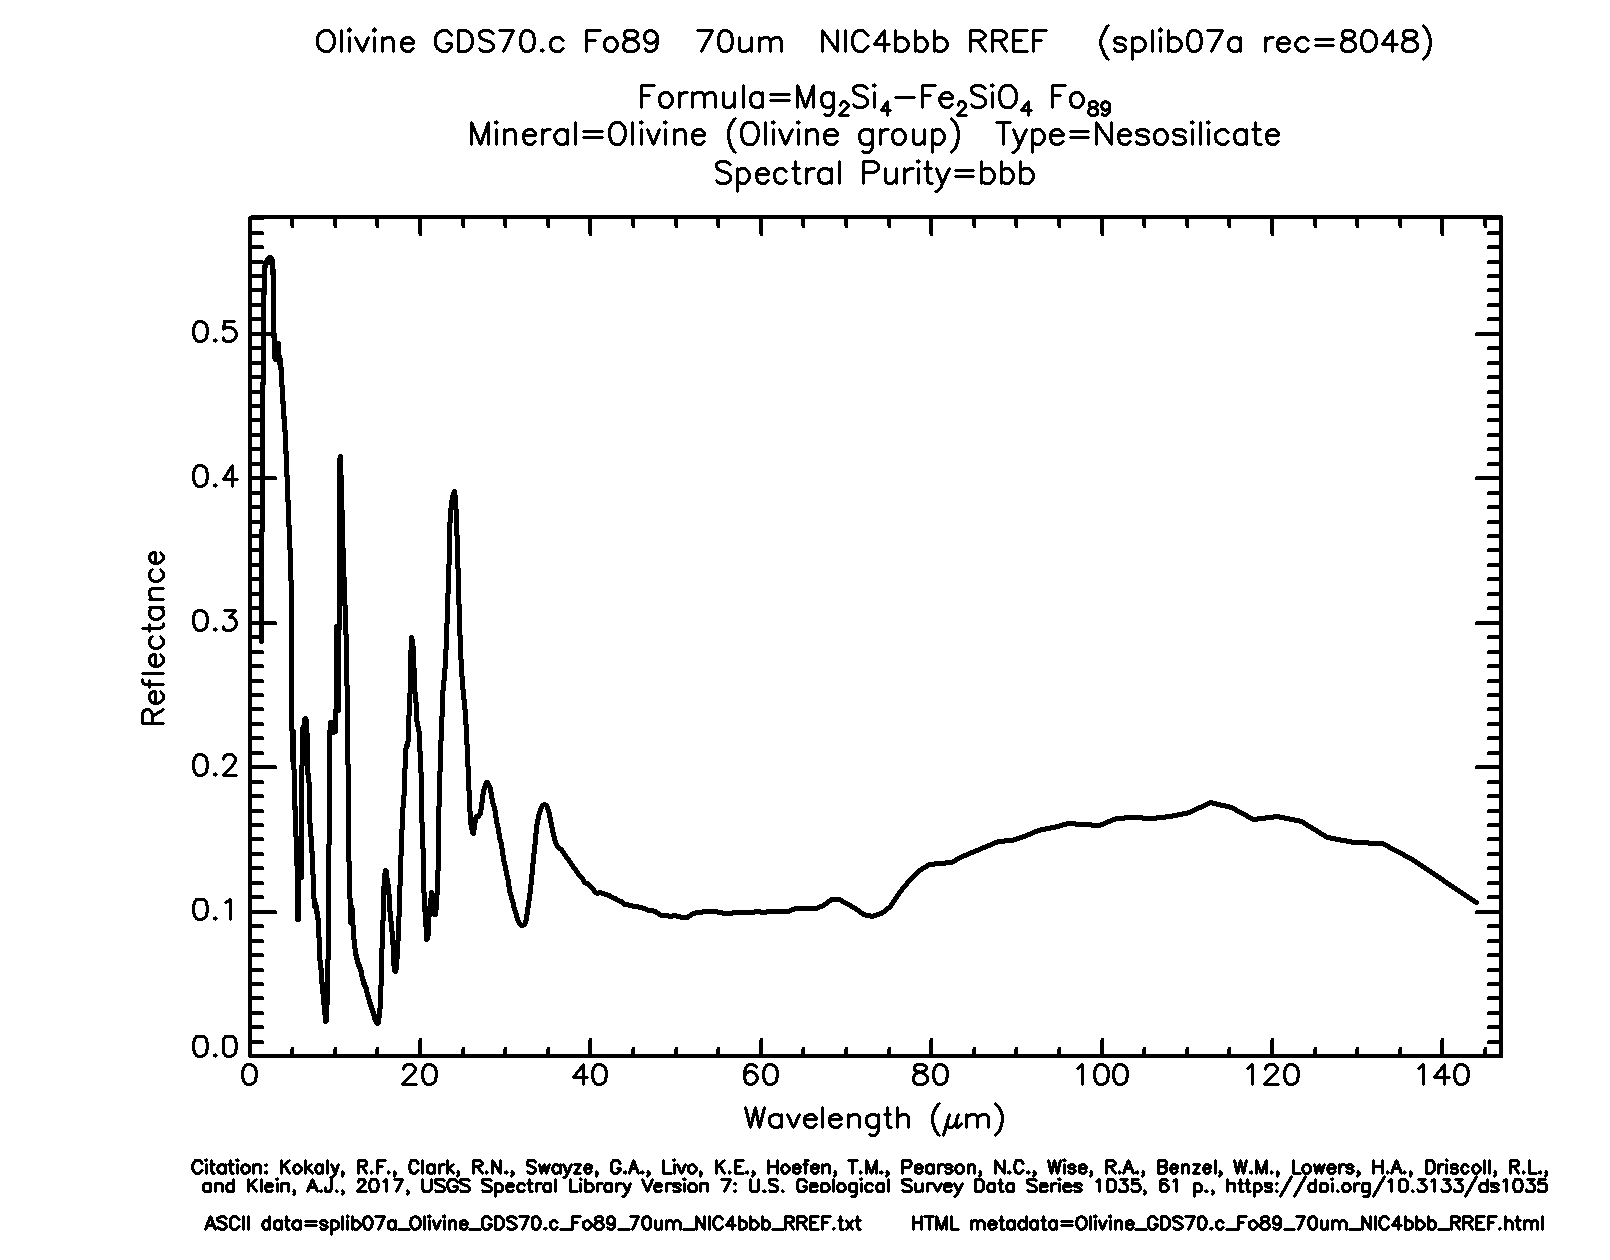 Olivine GDS70.c Fo89 70um NIC4bbb RREF (splib07a rec=8048)
Formula=Mg₂Si₄−Fe₂SiO₄ Fo₈₉
Mineral=Olivine (Olivine group) Type=Nesosilicate
Spectral Purity=bbb
0.5
0.4
0.3
0.2
0.1
0.0
Reflectance
0 20 40 60 80 100 120 140
Wavelength (μm)
Citation: Kokaly, R.F., Clark, R.N., Swayze, G.A., Livo, K.E., Hoefen, T.M., Pearson, N.C., Wise, R.A., Benzel, W.M., Lowers, H.A., Driscoll, R.L.,
and Klein, A.J., 2017, USGS Spectral Library Version 7: U.S. Geological Survey Data Series 1035, 61 p., https://doi.org/10.3133/ds1035
ASCII data=splib07a_Olivine_GDS70.c_Fo89_70um_NIC4bbb_RREF.txt HTML metadata=Olivine_GDS70.c_Fo89_70um_NIC4bbb_RREF.html